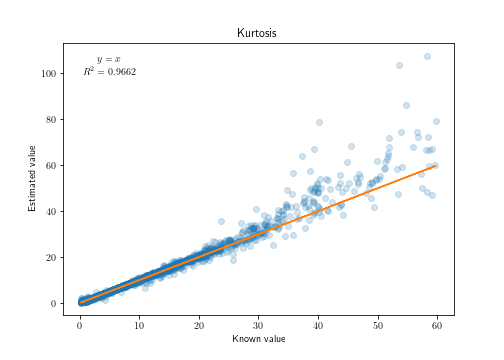 Kurtosis
y = x
R² = 0.9662
Estimated value
100
80
60
40
20
0
0 10 20 30 40 50 60
Known value